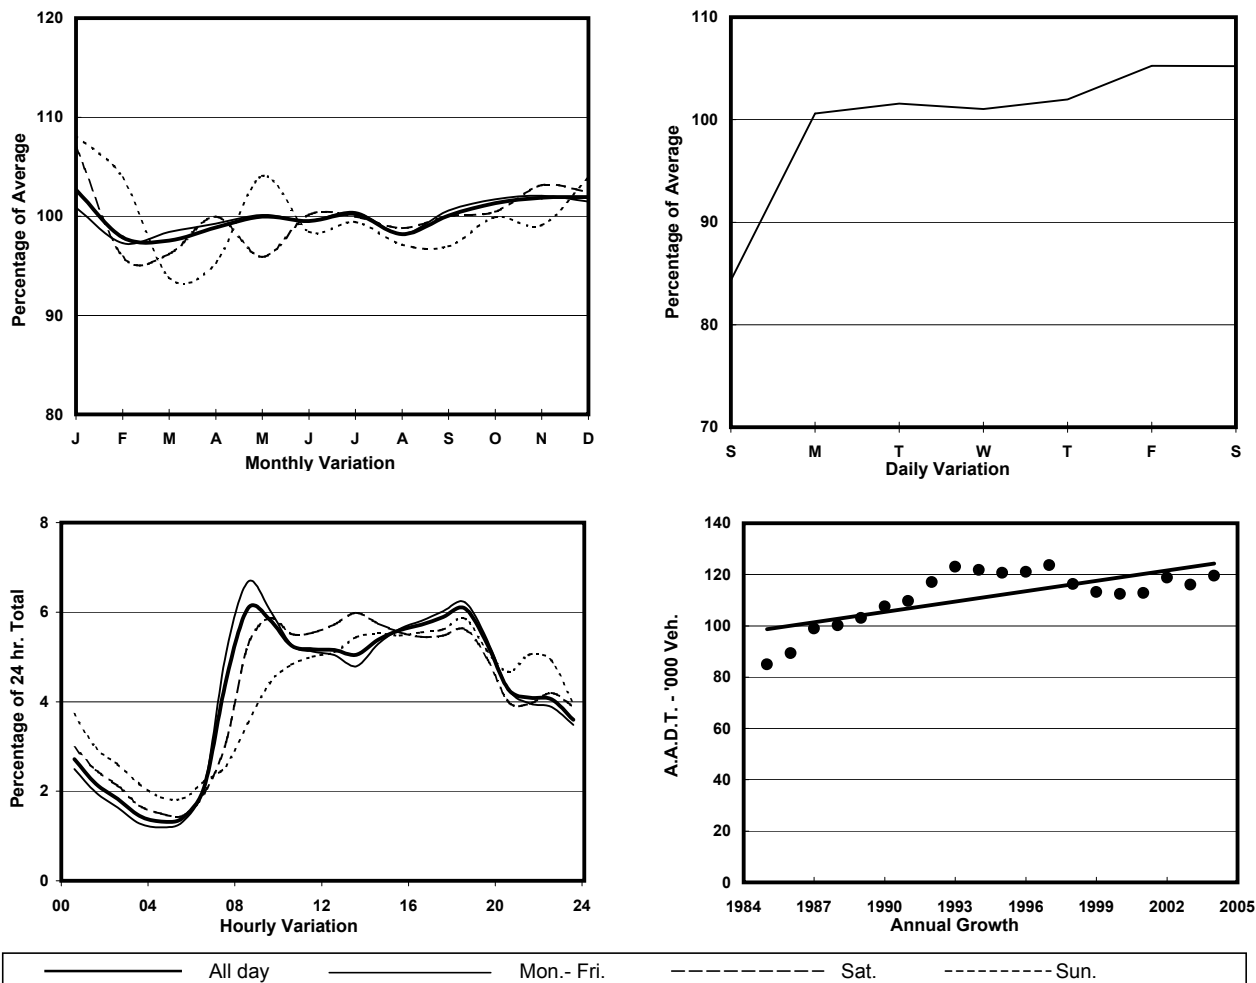 120
110
100
90
80
Percentage of Average
J F M A M J J A S O N D
Monthly Variation
110
100
90
80
70
Percentage of Average
S M T W T F S
Daily Variation
8
6
4
2
0
Percentage of 24 hr. Total
00 04 08 12 16 20 24
Hourly Variation
140
120
100
80
60
40
20
0
A.A.D.T. - '000 Veh.
1984 1987 1990 1993 1996 1999 2002 2005
Annual Growth
All day Mon.- Fri. Sat. Sun.